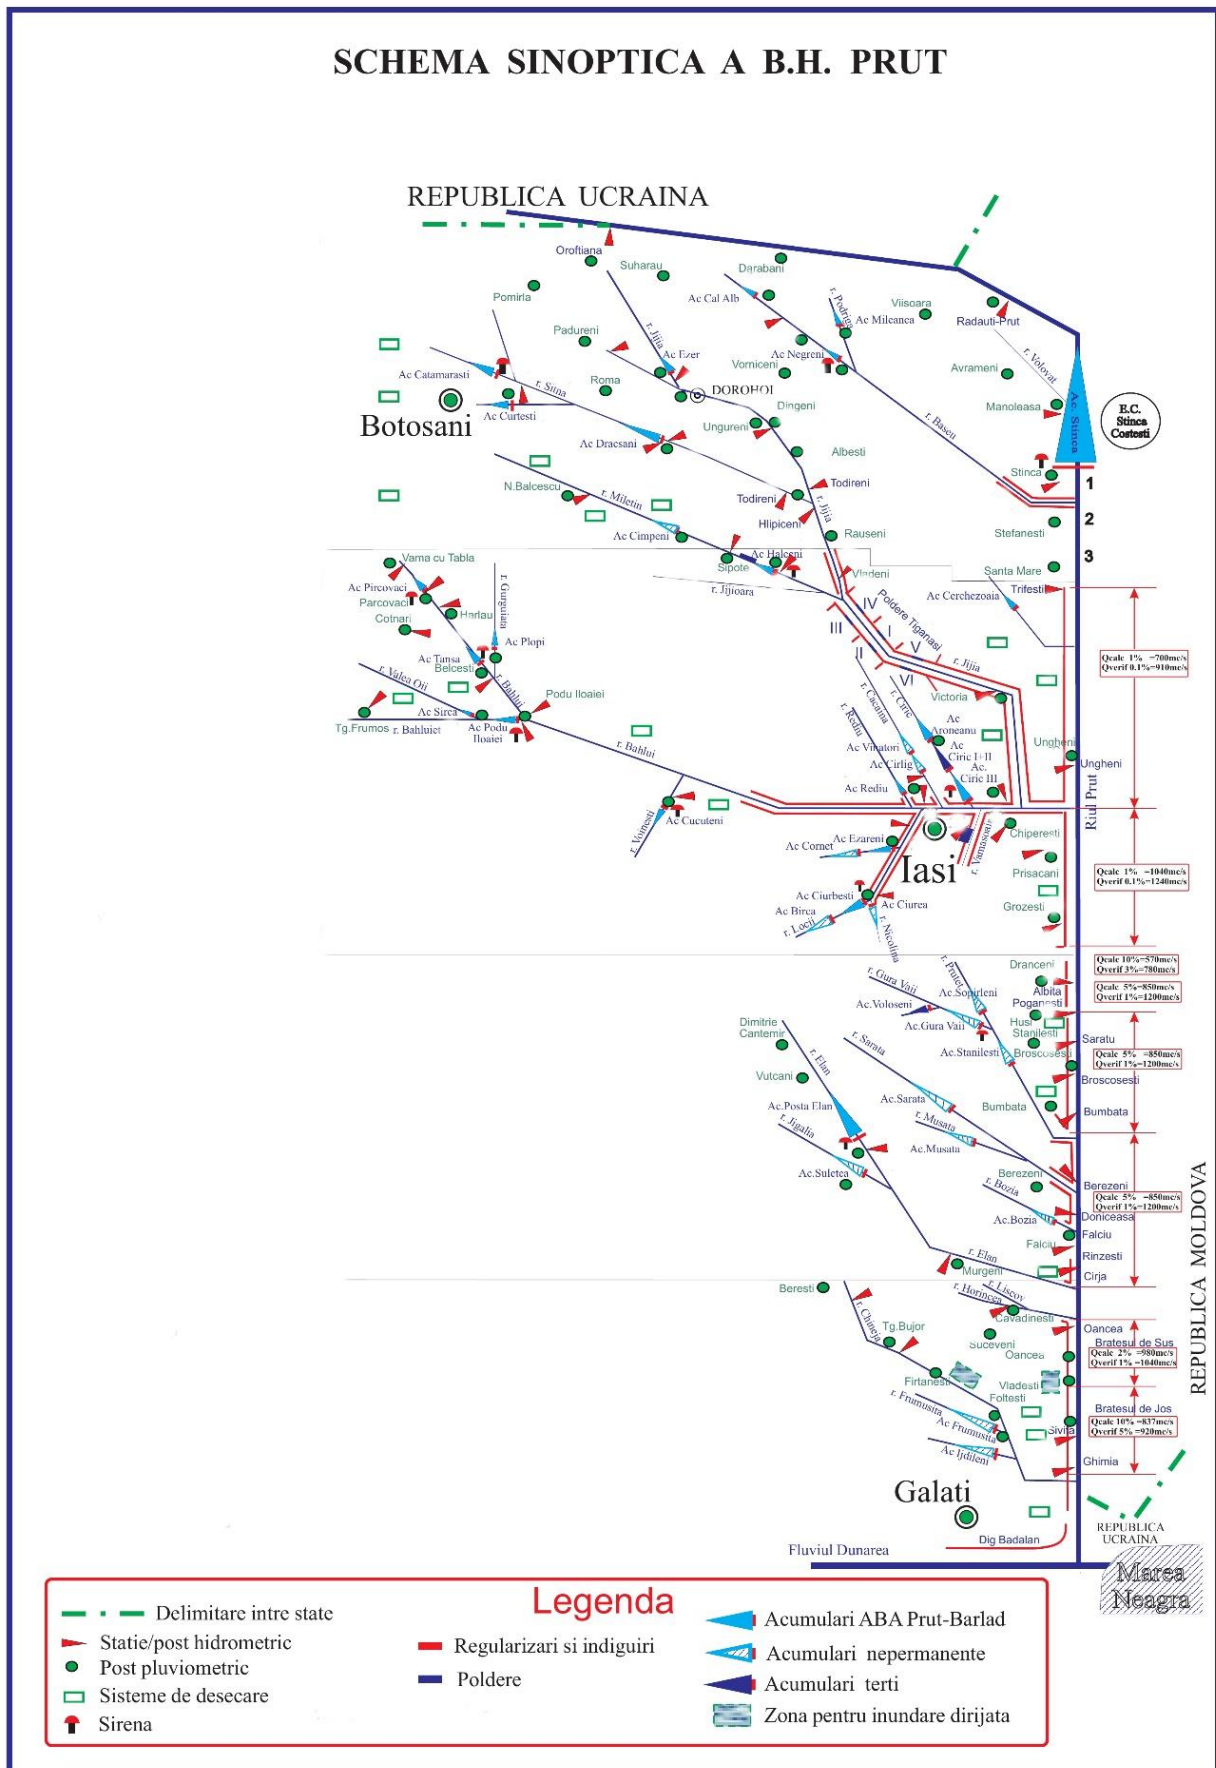 SCHEMA SINOPTICA A B.H. PRUT
REPUBLICA UCRAINA
Oroftiana
Suharau
Darabani
Pomirla
Ac Cal Alb
r. Podriga
Ac Mileanca
Viisoara
Radauti-Prut
Padureni
r. Jijia
Ac Ezer
Ac Negreni
Vorniceni
r. Volovat
Avrameni
Ac Catamarasti
r. Sitna
Roma
DOROHOI
Manoleasa
Ac. Stinca
E.C.
Stinca
Costesti
Botosani
Ac Curtesti
Dingeni
Ungureni
r. Baseu
Ac Dracsani
Albesti
Stinca
1
N.Balcescu
r. Miletin
Todireni
Todireni
r. Jijia
Hlipiceni
2
Stefanesti
Ac Cimpeni
Rauseni
3
Vama cu Tabla
Sipote
Ac Halceni
Vladeni
Santa Mare
Ac Pircovaci
Parcovaci
r. Gurguiata
r. Jijioara
Ac Cerchezoaia
Trifesti
Harlau
Cotnari
IV
Poldere Tiganasi
III
I
V
II
VI
r. Jijia
Ac Plopi
Ac Tansa
Belcesti
r. Valea Oii
r. Bahlui
Qcalc 1% =700mc/s
Qverif 0.1%=910mc/s
Podu Iloaiei
r. Cacaina
r. Ciric
Victoria
r. Rediu
Ac Sirca
Tg.Frumos
r. Bahluiet
Ac Podu
Iloaiei
Ac
Aroneanu
Ac
Ciric I+II
Ac.
Ciric III
Ungheni
Ungheni
r. Bahlui
Ac Vinatori
Ac Cirlig
Ac Rediu
Riul Prut
r. Voinesti
Ac Cucuteni
Ac Ezareni
Ac Cornet
Iasi
r. Vamasoaia
Chiperesti
Prisacani
Qcalc 1% =1040mc/s
Qverif 0.1%=1240mc/s
Ac Ciurbesti
Ac Birca
r. Locii
Ac Ciurea
r. Nicolina
Grozesti
Dranceni
Qcalc 10%=570mc/s
Qverif 3%=780mc/s
r. Gura Vaii
r. Prutet
Ac.Sopirleni
Albita
Poganesti
Qcalc 5%=850mc/s
Qverif 1%=1200mc/s
Ac.Voloseni
Ac.Gura Vaii
Husi
Stanilesti
Saratu
Dimitrie
Cantemir
r. Elan
r. Sarata
Ac.Stanilesti
Broscosesti
Qcalc 5% =850mc/s
Qverif 1%=1200mc/s
Broscosesti
Vutcani
Ac.Posta Elan
Ac.Sarata
Bumbata
Bumbata
r. Jigalia
r. Musata
Ac.Musata
Ac.Suletea
Berezeni
Berezeni
r. Bozia
Qcalc 5% =850mc/s
Qverif 1%=1200mc/s
Ac.Bozia
Doniceasa
Falciu
Falciu
r. Elan
Rinzesti
Murgeni
Cirja
Beresti
r. Liscov
r. Horincea
Cavadinesti
r. Chineja
Tg.Bujor
Suceveni
Oancea
Oancea
Bratesul de Sus
Qcalc 2% =980mc/s
Qverif 1% =1040mc/s
Firtanesti
Vladesti
Foltesti
r. Frumusita
Ac Frumusita
Bratesul de Jos
Qcalc 10% =837mc/s
Qverif 5% =920mc/s
Sivita
Ac Ijdileni
Ghimia
REPUBLICA MOLDOVA
Galati
Dig Badalan
REPUBLICA
UCRAINA
Fluviul Dunarea
Marea
Neagra
Legenda
Delimitare intre state
Statie/post hidrometric
Post pluviometric
Sisteme de desecare
Sirena
Regularizari si indiguiri
Poldere
Acumulari ABA Prut-Barlad
Acumulari nepermanente
Acumulari terti
Zona pentru inundare dirijata